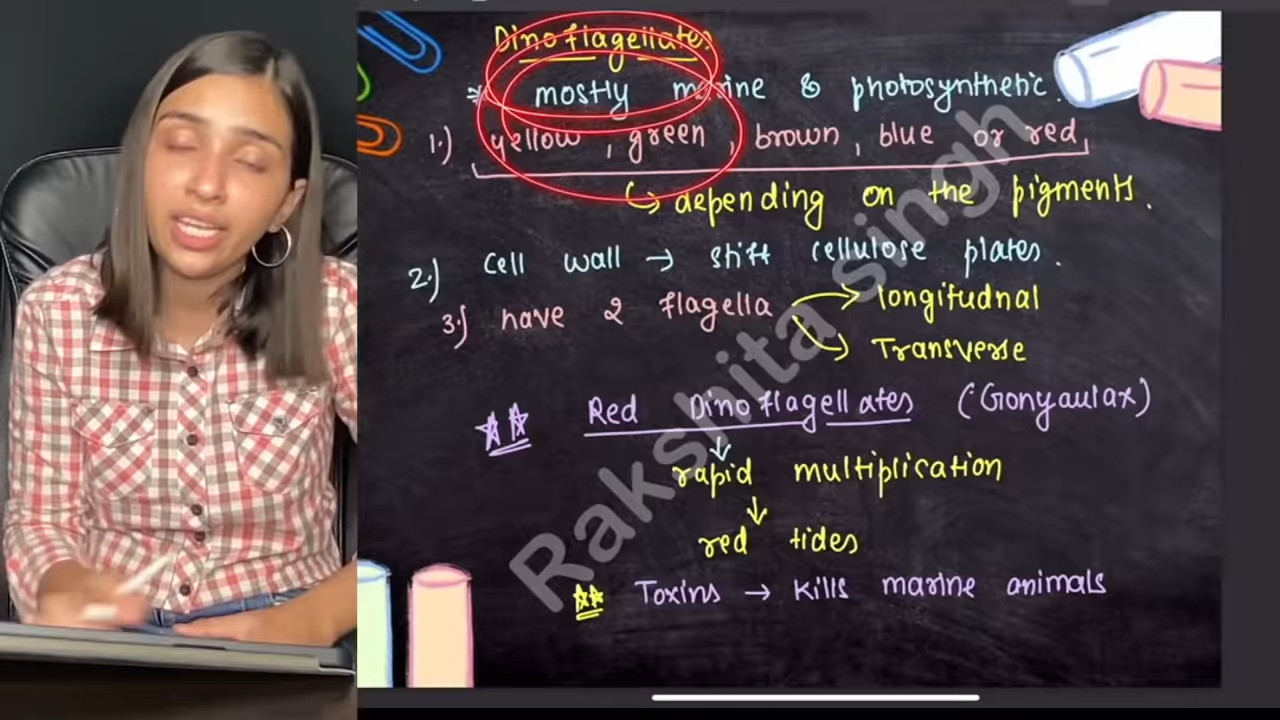 Dinoflagellates
* mostly marine & photosynthetic.
1.) yellow, green, brown, blue or red,
↳ depending on the pigments.
2.) Cell wall → stiff cellulose plates.
3.) have 2 flagella → longitudnal
→ Transverse
Red Dinoflagellates (:Gonyaulax)
↓
rapid multiplication
↓
red tides
Toxins → Kills marine animals
Rakshita singh